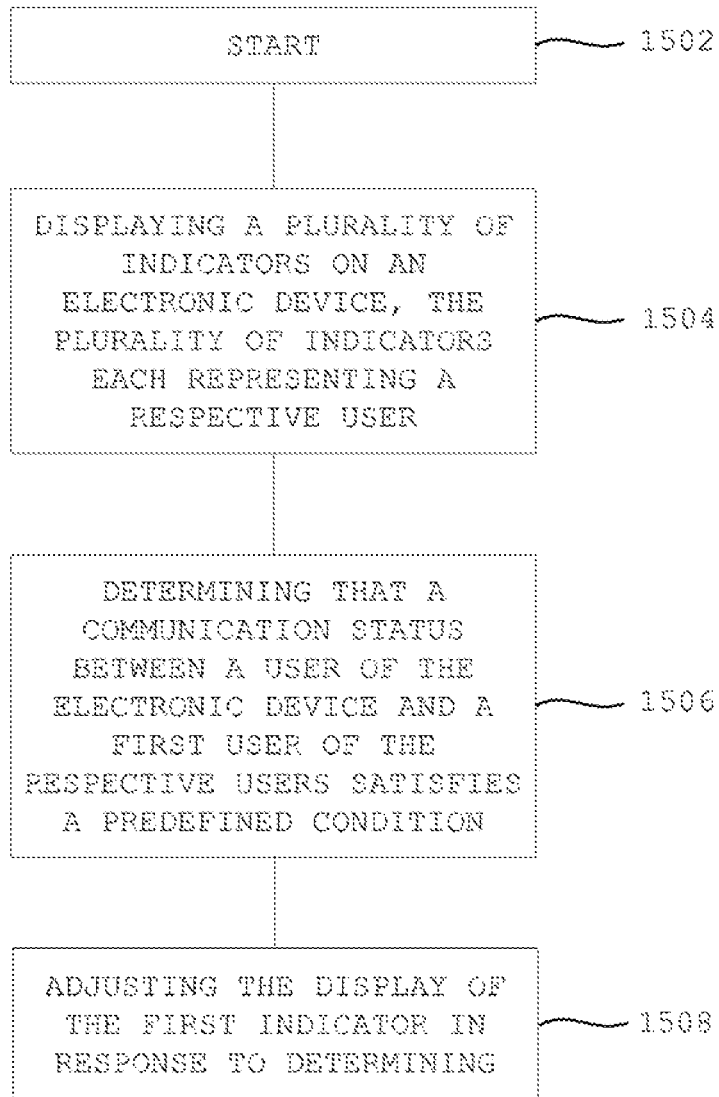 START
1502
DISPLAYING A PLURALITY OF
INDICATORS ON AN
ELECTRONIC DEVICE, THE
PLURALITY OF INDICATORS
EACH REPRESENTING A
RESPECTIVE USER
1504
DETERMINING THAT A
COMMUNICATION STATUS
BETWEEN A USER OF THE
ELECTRONIC DEVICE AND A
FIRST USER OF THE
RESPECTIVE USERS SATISFIES
A PREDEFINED CONDITION
1506
ADJUSTING THE DISPLAY OF
THE FIRST INDICATOR IN
RESPONSE TO DETERMINING
1508